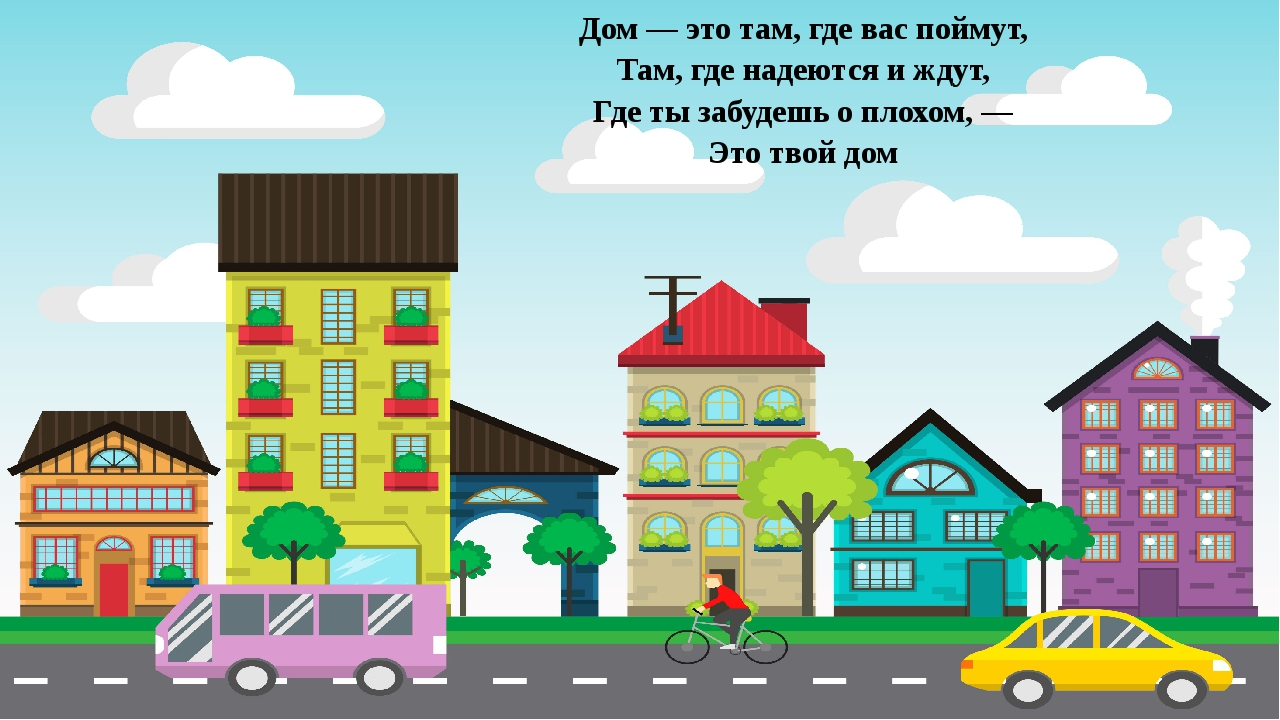 Дом — это там, где вас поймут,
Там, где надеются и ждут,
Где ты забудешь о плохом, —
Это твой дом